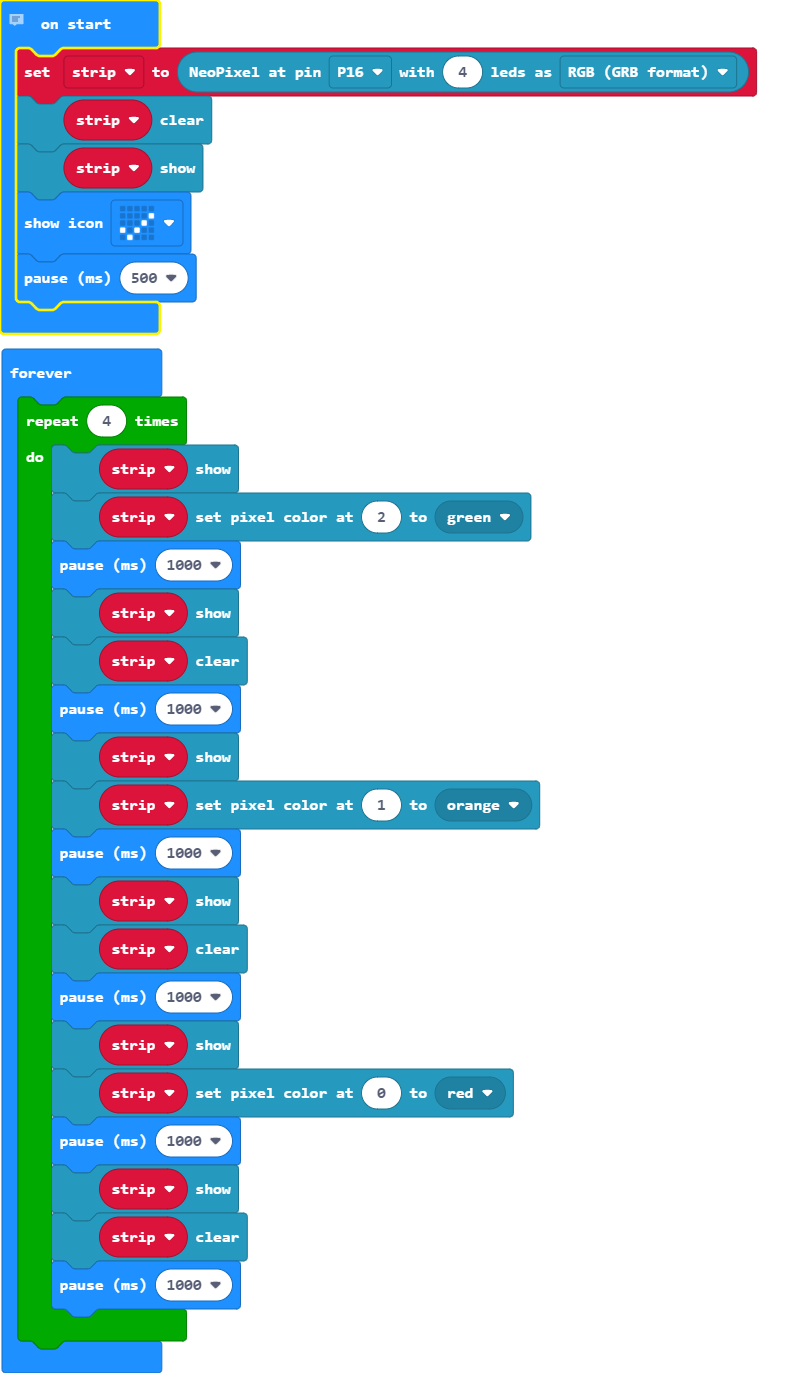 on start
set strip to NeoPixel at pin P16 with 4 leds as RGB (GRB format)
strip clear
strip show
show icon
pause (ms) 500
forever
repeat 4 times
do strip show
strip set pixel color at 2 to green
pause (ms) 1000
strip show
strip clear
pause (ms) 1000
strip show
strip set pixel color at 1 to orange
pause (ms) 1000
strip show
strip clear
pause (ms) 1000
strip show
strip set pixel color at 0 to red
pause (ms) 1000
strip show
strip clear
pause (ms) 1000